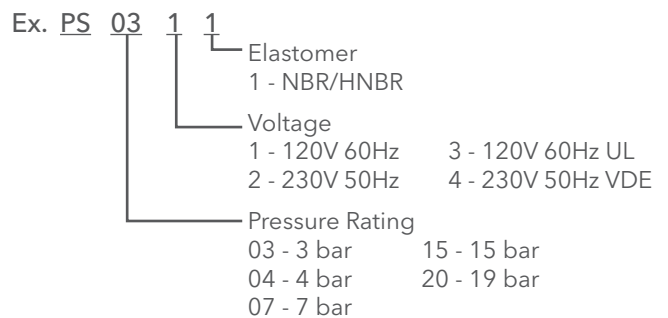 Ex. PS 03 1 1
Elastomer
1 - NBR/HNBR
Voltage
1 - 120V 60Hz 3 - 120V 60Hz UL
2 - 230V 50Hz 4 - 230V 50Hz VDE
Pressure Rating
03 - 3 bar 15 - 15 bar
04 - 4 bar 20 - 19 bar
07 - 7 bar